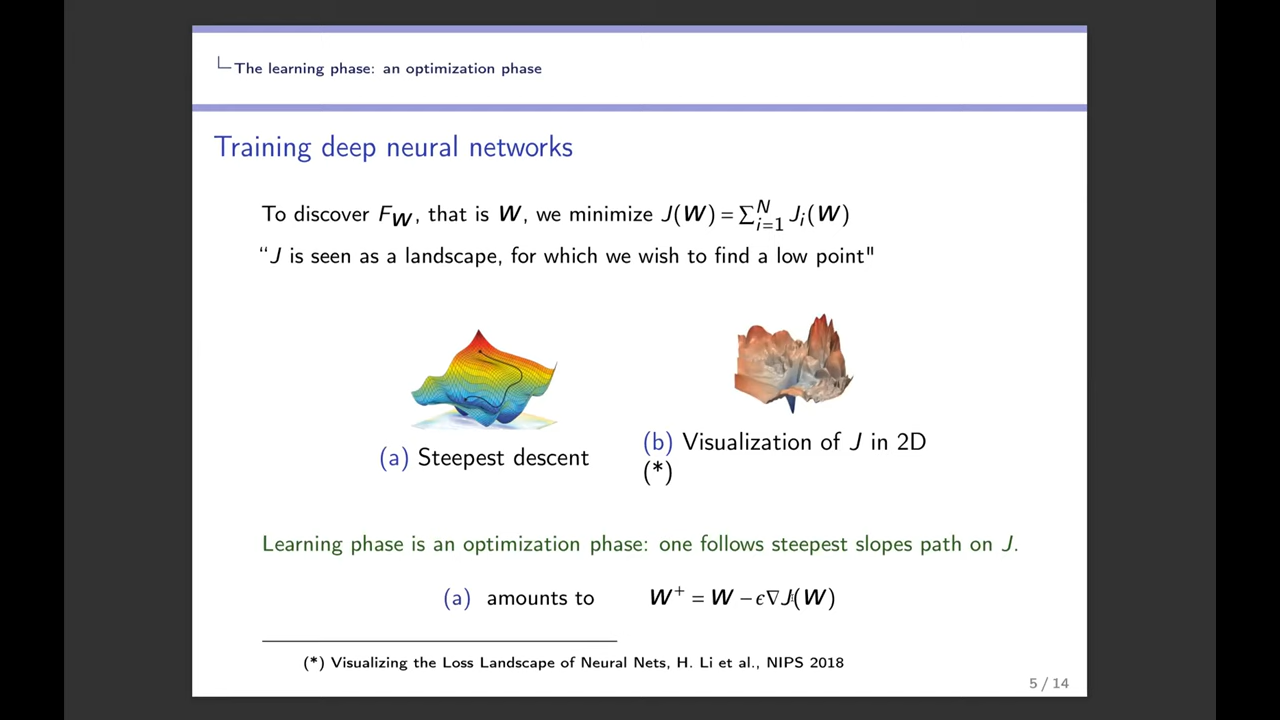 The learning phase: an optimization phase
Training deep neural networks
To discover F_W, that is W, we minimize J(W) = ∑_{i=1}^{N} J_i(W)
“J is seen as a landscape, for which we wish to find a low point"
(a) Steepest descent
(b) Visualization of J in 2D
(*)
Learning phase is an optimization phase: one follows steepest slopes path on J.
(a) amounts to W⁺ = W − ϵ∇J(W)
(*) Visualizing the Loss Landscape of Neural Nets, H. Li et al., NIPS 2018
5 / 14